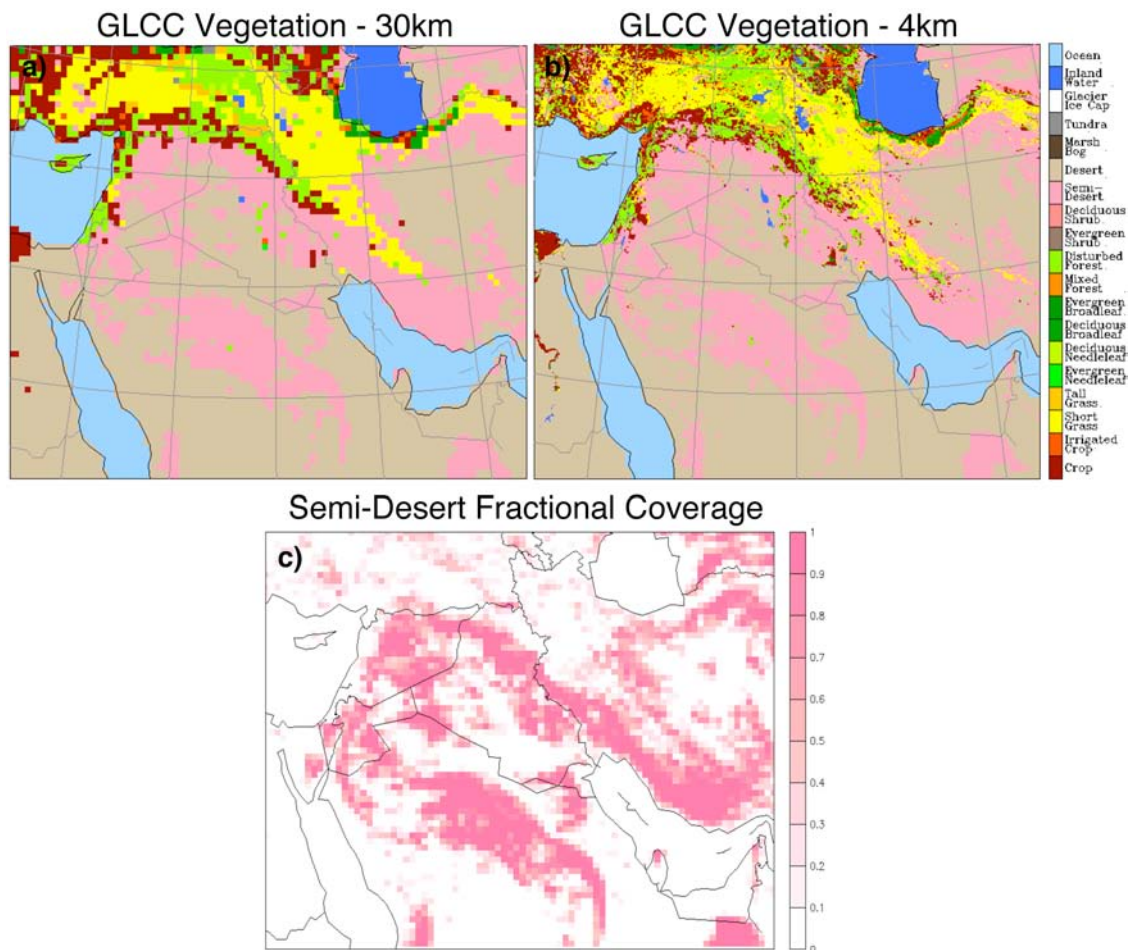 GLCC Vegetation - 30km
GLCC Vegetation - 4km
a)
b)
Ocean
Inland
Water
Glacier
Ice Cap
Tundra
Marsh
Bog
Desert
Semi-
Desert
Deciduous
Shrub
Evergreen
Shrub
Disturbed
Forest
Mixed
Forest
Evergreen
Broadleaf
Deciduous
Broadleaf
Deciduous
Needleleaf
Evergreen
Needleleaf
Tall
Grass
Short
Grass
Irrigated
Crop
Crop
Semi-Desert Fractional Coverage
c)
1
0.9
0.8
0.7
0.6
0.5
0.4
0.3
0.2
0.1
0